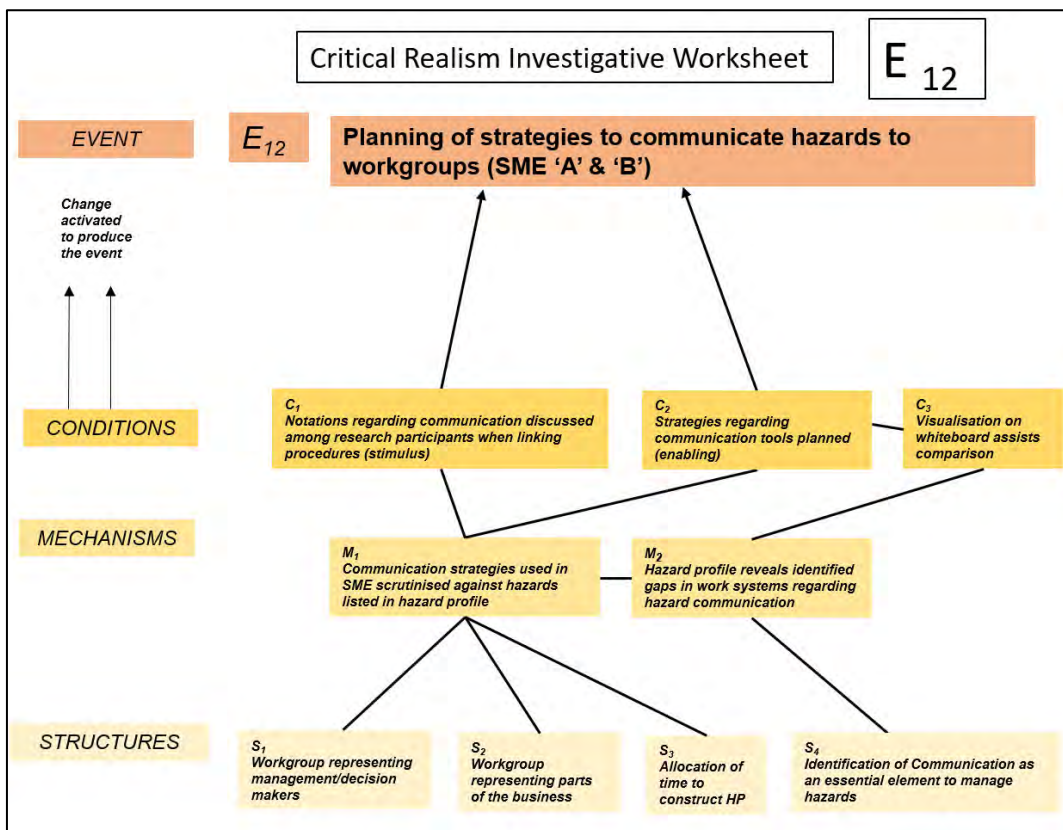 Critical Realism Investigative Worksheet
E 12
EVENT
E12
Planning of strategies to communicate hazards to
workgroups (SME ‘A’ & ‘B’)
Change
activated
to produce
the event
CONDITIONS
C1
Notations regarding communication discussed
among research participants when linking
procedures (stimulus)
C2
Strategies regarding
communication tools planned
(enabling)
C3
Visualisation on
whiteboard assists
comparison
MECHANISMS
M1
Communication strategies used in
SME scrutinised against hazards
listed in hazard profile
M2
Hazard profile reveals identified
gaps in work systems regarding
hazard communication
STRUCTURES
S1
Workgroup representing
management/decision
makers
S2
Workgroup
representing parts
of the business
S3
Allocation of
time to
construct HP
S4
Identification of Communication as
an essential element to manage
hazards